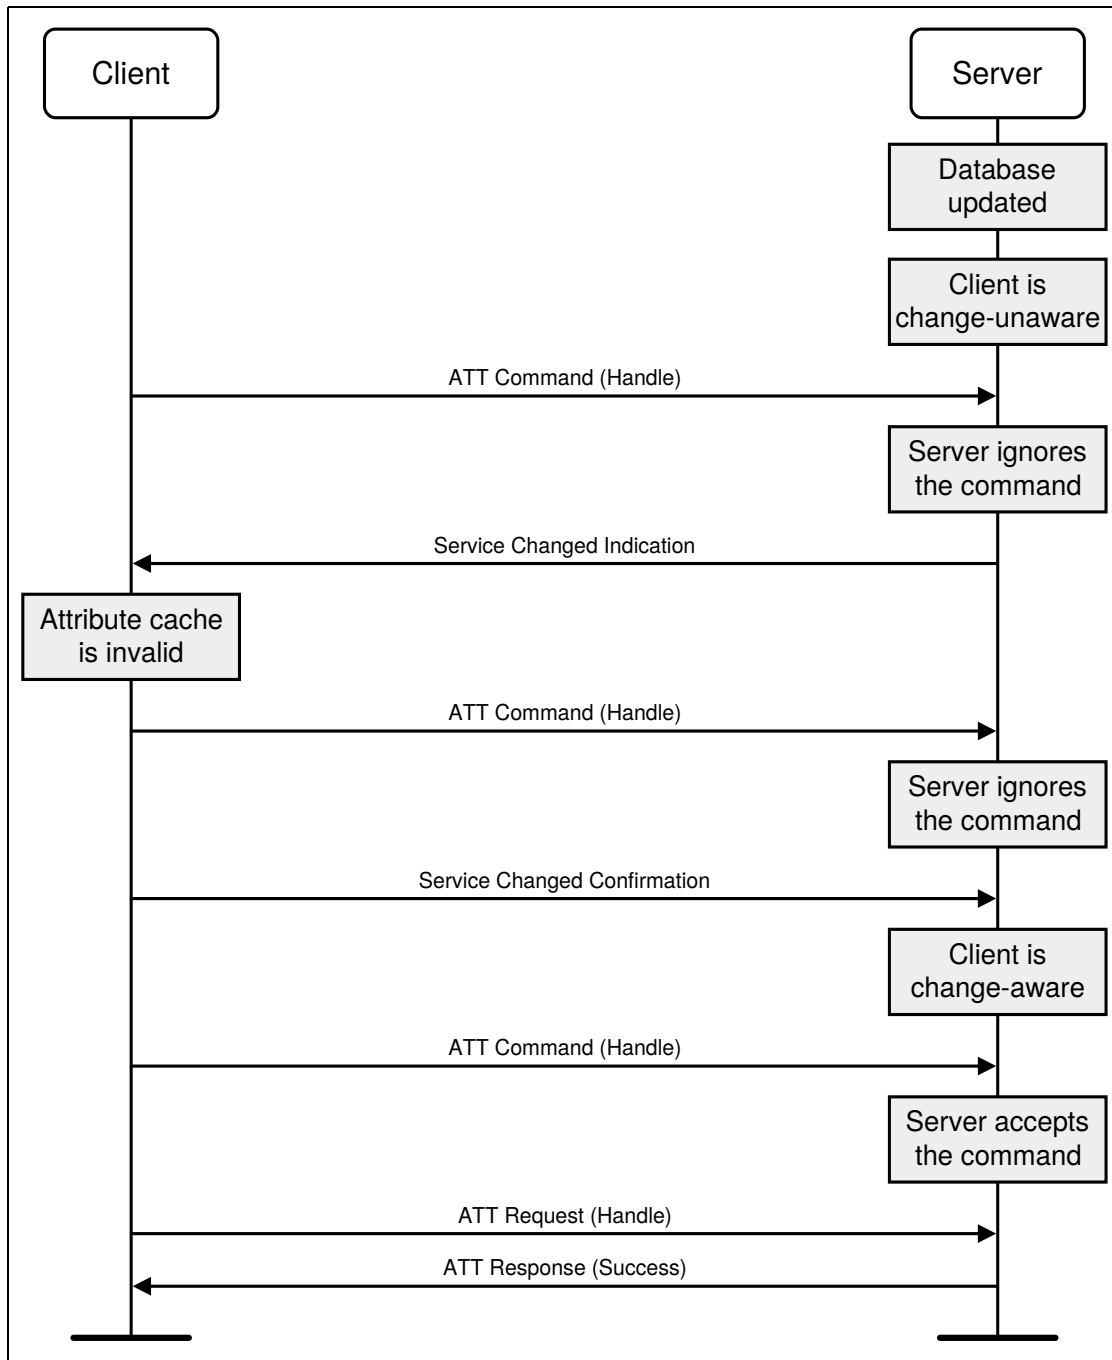 Client
Server
Database
updated
Client is
change-unaware
ATT Command (Handle)
Server ignores
the command
Service Changed Indication
Attribute cache
is invalid
ATT Command (Handle)
Server ignores
the command
Service Changed Confirmation
Client is
change-aware
ATT Command (Handle)
Server accepts
the command
ATT Request (Handle)
ATT Response (Success)